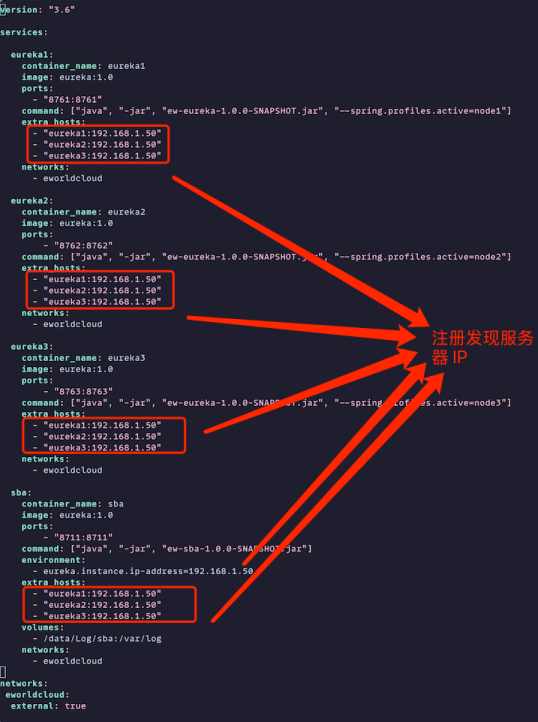 version: "3.6"
services:
eureka1:
container_name: eureka1
image: eureka:1.0
ports:
- "8761:8761"
command: ["java", "-jar", "ew-eureka-1.0.0-SNAPSHOT.jar", "--spring.profiles.active=node1"]
extra_hosts:
- "eureka1:192.168.1.50"
- "eureka2:192.168.1.50"
- "eureka3:192.168.1.50"
networks:
- eworldcloud
eureka2:
container_name: eureka2
image: eureka:1.0
ports:
- "8762:8762"
command: ["java", "-jar", "ew-eureka-1.0.0-SNAPSHOT.jar", "--spring.profiles.active=node2"]
extra_hosts:
- "eureka1:192.168.1.50"
- "eureka2:192.168.1.50"
- "eureka3:192.168.1.50"
networks:
- eworldcloud
注册发现服务
器 IP
eureka3:
container_name: eureka3
image: eureka:1.0
ports:
- "8763:8763"
command: ["java", "-jar", "ew-eureka-1.0.0-SNAPSHOT.jar", "--spring.profiles.active=node3"]
extra_hosts:
- "eureka1:192.168.1.50"
- "eureka2:192.168.1.50"
- "eureka3:192.168.1.50"
networks:
- eworldcloud
sba:
container_name: sba
image: eureka:1.0
ports:
- "8711:8711"
command: ["java", "-jar", "ew-sba-1.0.0-SNAPSHOT.jar"]
environment:
- eureka.instance.ip-address=192.168.1.50
extra_hosts:
- "eureka1:192.168.1.50"
- "eureka2:192.168.1.50"
- "eureka3:192.168.1.50"
volumes:
- /data/Log/sba:/var/log
networks:
- eworldcloud
networks:
eworldcloud:
external: true